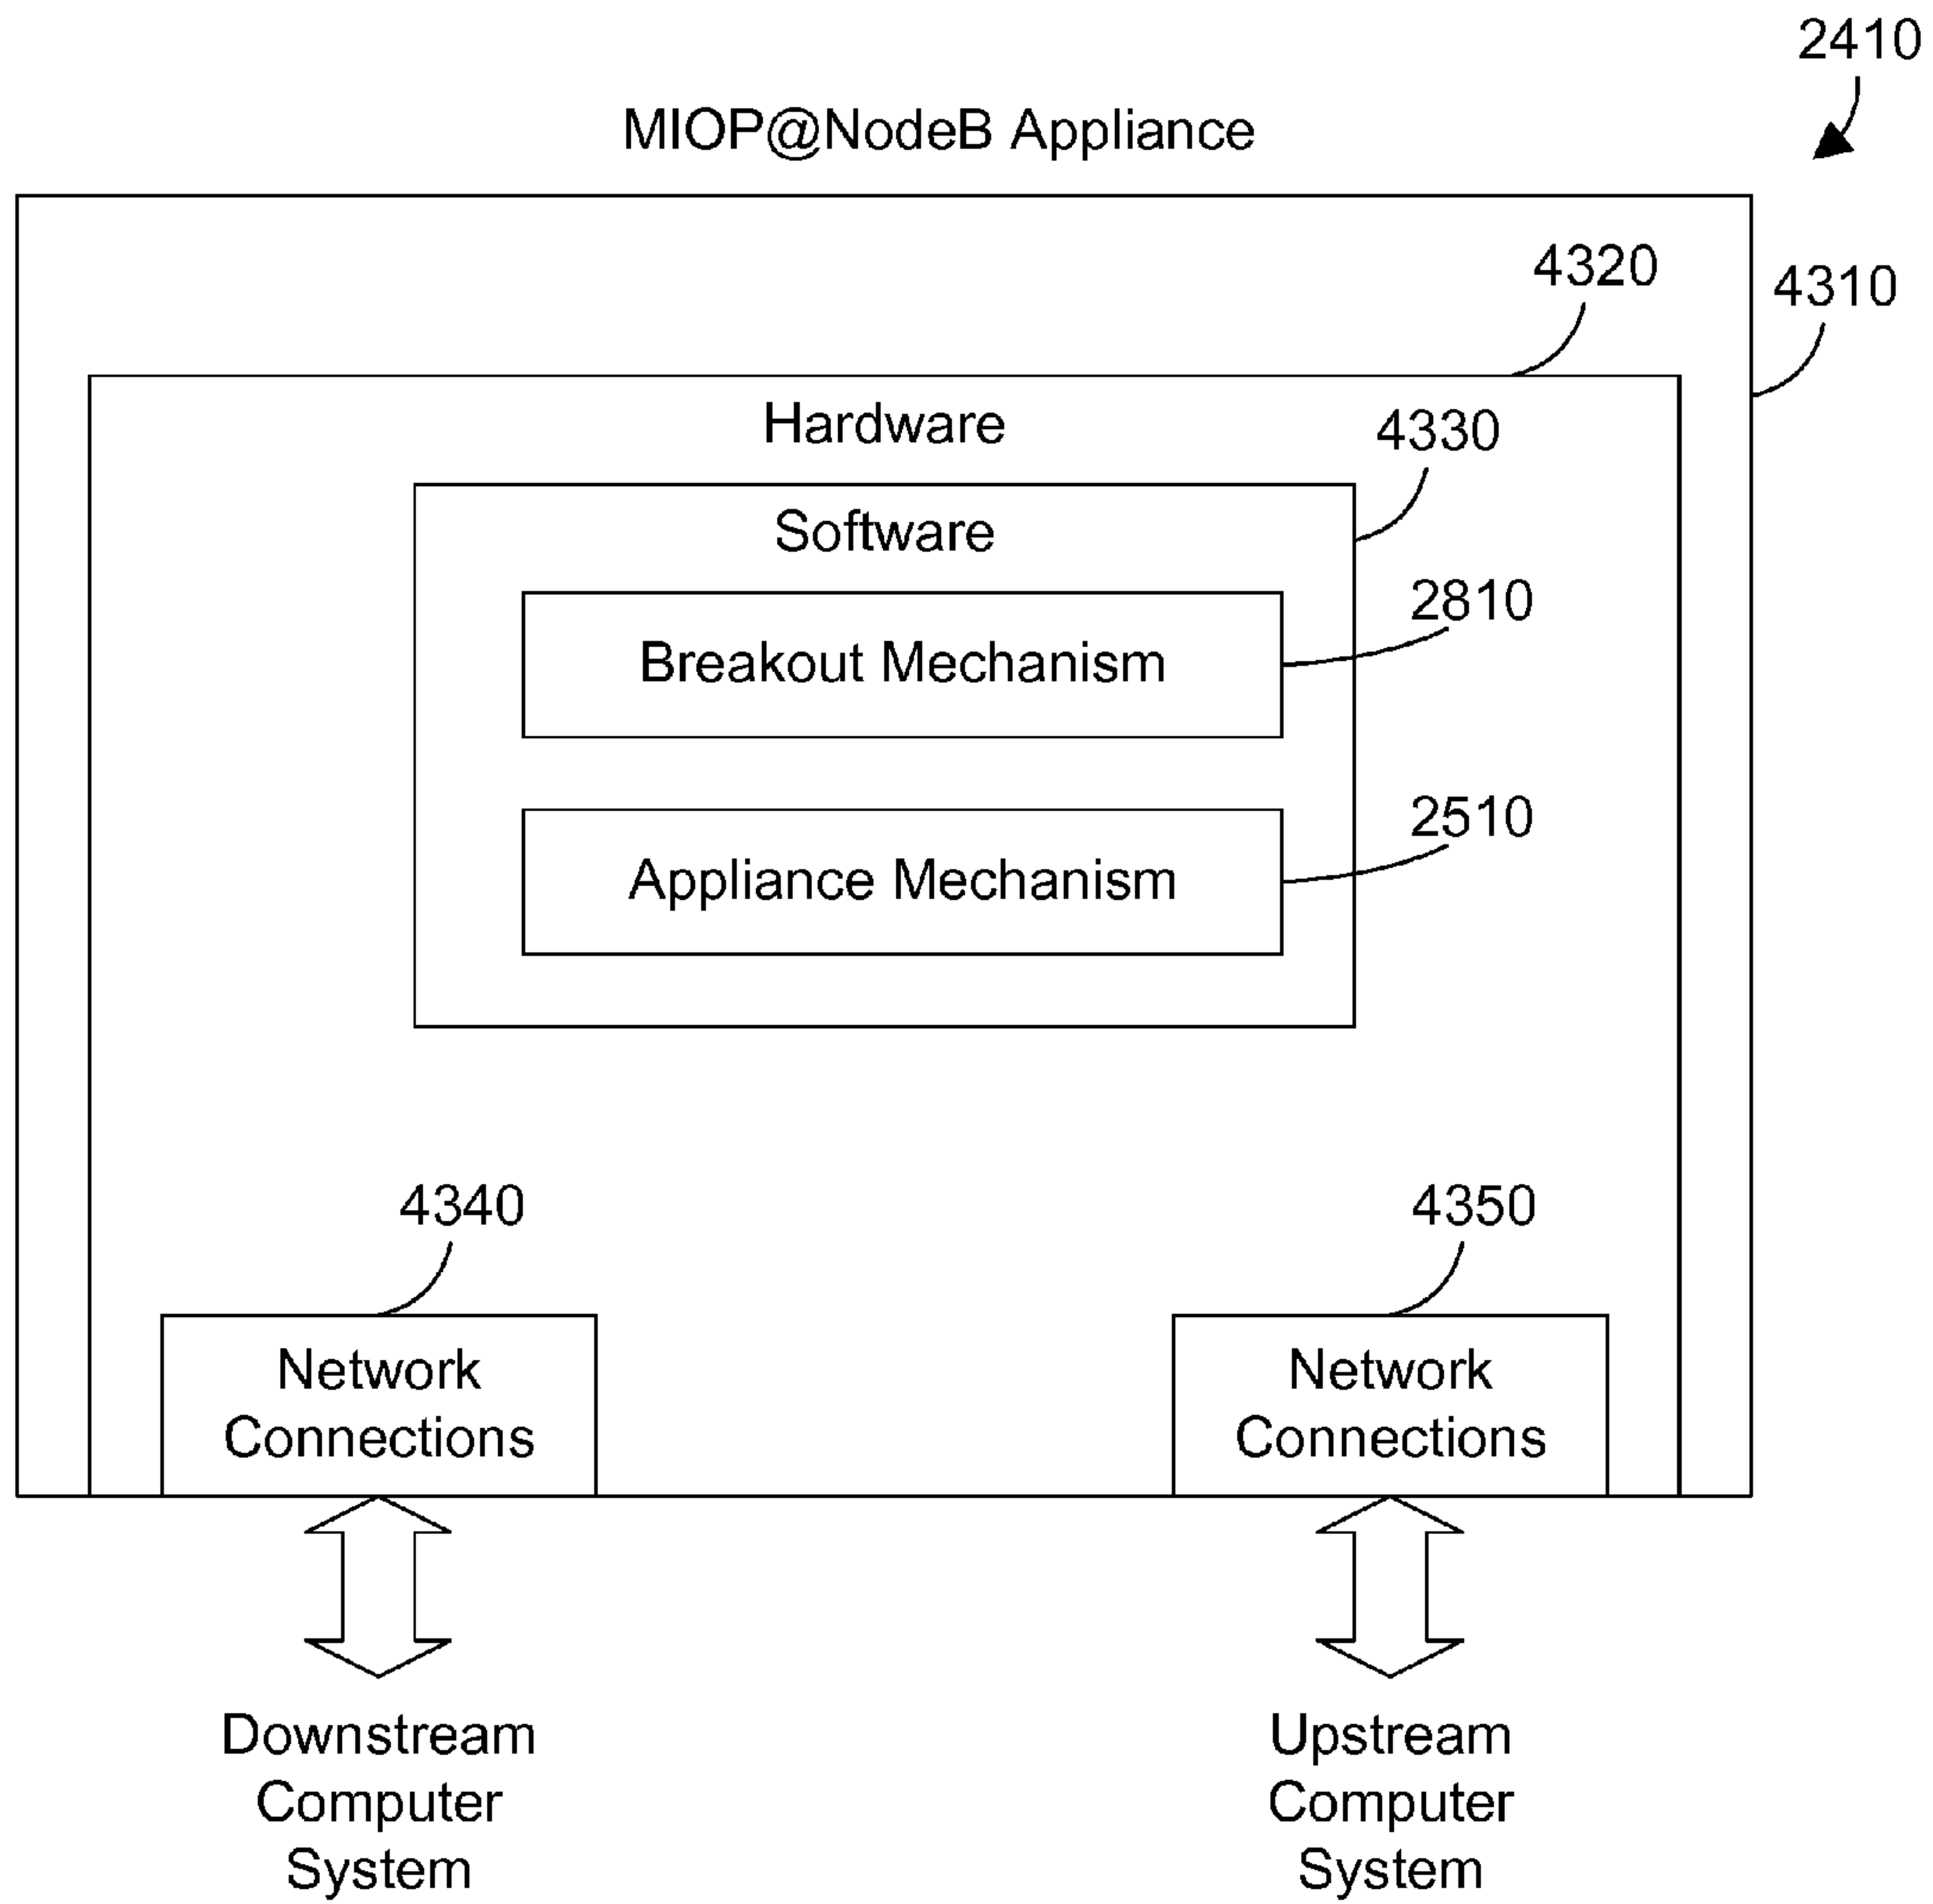 2410
MIOP@NodeB Appliance
4320
4310
Hardware
4330
Software
2810
Breakout Mechanism
2510
Appliance Mechanism
4340
4350
Network
Connections
Network
Connections
Downstream
Computer
System
Upstream
Computer
System